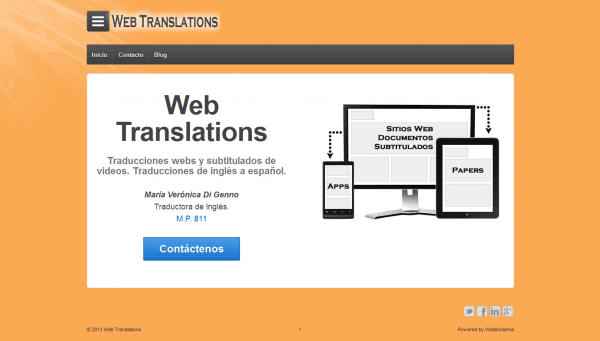 WEB TRANSLATIONS
Inicio Contacto Blog
Web
Translations
Traducciones webs y subtitulados de
videos. Traducciones de inglés a español.
María Verónica Di Genno
Traductora de Inglés.
M.P. 811
Contáctenos
SITIOS WEB
DOCUMENTOS
SUBTITULADOS
APPS
PAPERS
© 2013 Web Translations
Powered by WebModerna